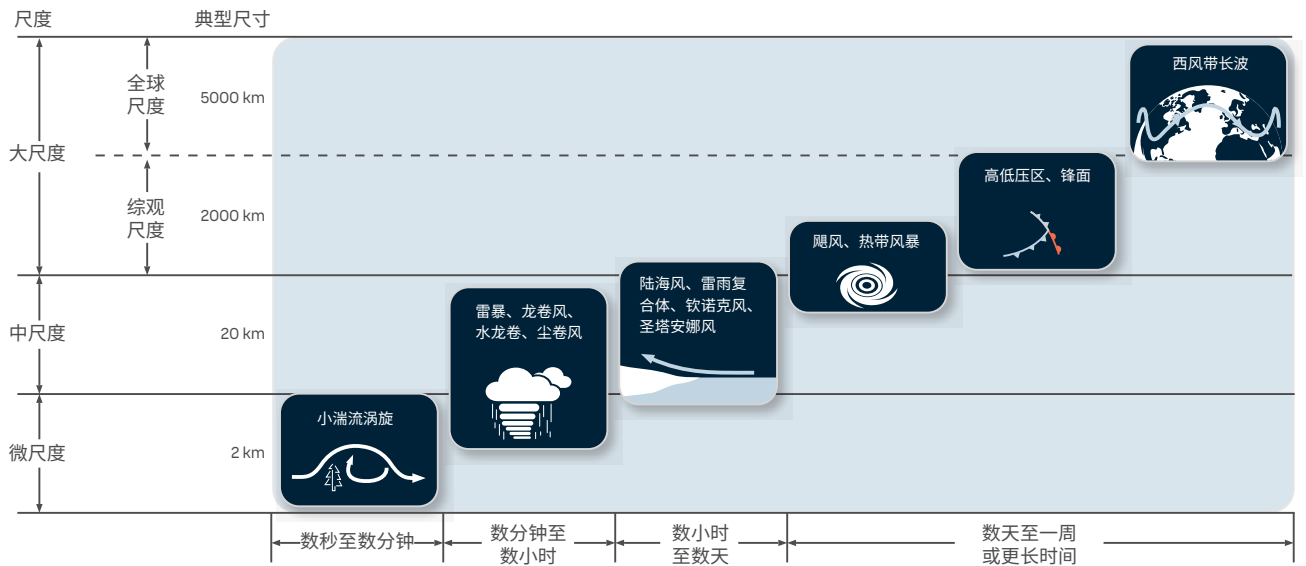 尺度
典型尺寸
全球
尺度
5000 km
大尺度
综观
尺度
2000 km
中尺度
20 km
微尺度
2 km
小湍流涡旋
雷暴、龙卷风、
水龙卷、尘卷风
陆海风、雷雨复
合体、钦诺克风、
圣塔安娜风
飓风、热带风暴
高低压区、锋面
西风带长波
数秒至数分钟
数分钟至
数小时
数小时
至数天
数天至一周
或更长时间